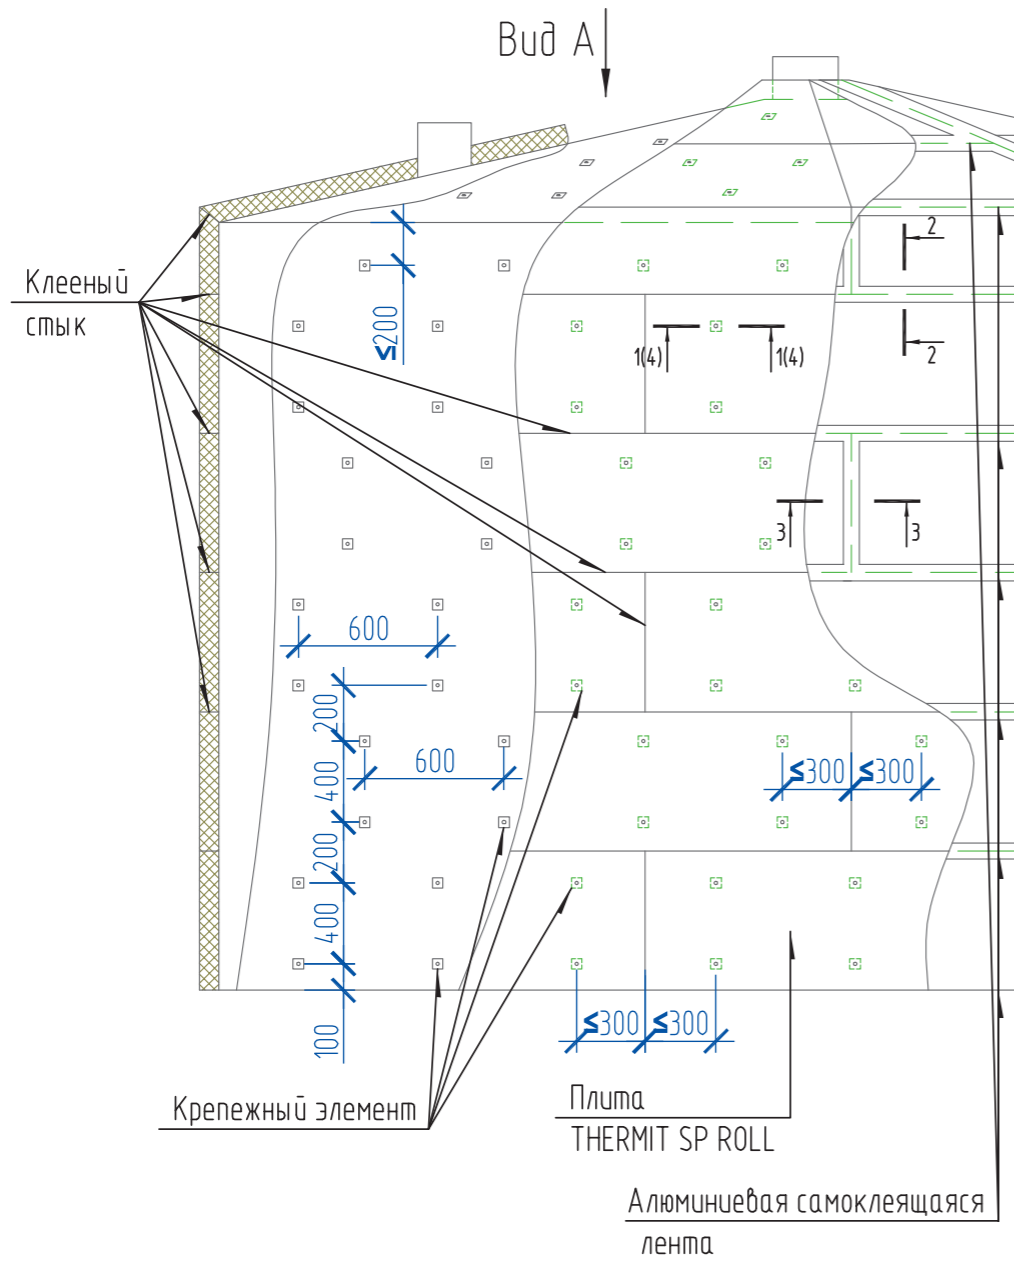 Вид А
2
Клееный
стык
≤200
1(4)
1(4)
2
3
3
600
200
600
400
≤300
≤300
200
400
100
≤300
≤300
Крепежный элемент
Плита
THERMIT SP ROLL
Алюминиевая самоклеящаяся
лента